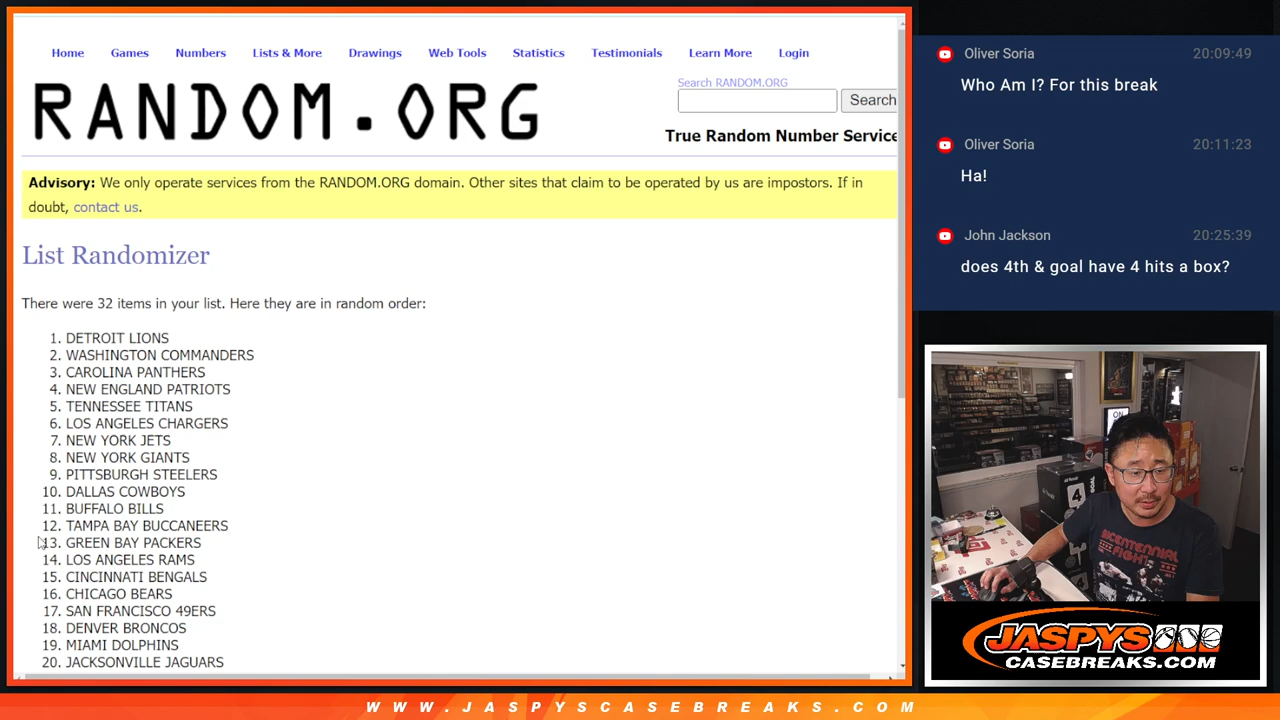 Home Games Numbers Lists & More Drawings Web Tools Statistics Testimonials Learn More Login
RANDOM.ORG
Search RANDOM.ORG
Search
True Random Number Service
Advisory: We only operate services from the RANDOM.ORG domain. Other sites that claim to be operated by us are impostors. If in
doubt, contact us.
List Randomizer
There were 32 items in your list. Here they are in random order:
1. DETROIT LIONS
2. WASHINGTON COMMANDERS
3. CAROLINA PANTHERS
4. NEW ENGLAND PATRIOTS
5. TENNESSEE TITANS
6. LOS ANGELES CHARGERS
7. NEW YORK JETS
8. NEW YORK GIANTS
9. PITTSBURGH STEELERS
10. DALLAS COWBOYS
11. BUFFALO BILLS
12. TAMPA BAY BUCCANEERS
13. GREEN BAY PACKERS
14. LOS ANGELES RAMS
15. CINCINNATI BENGALS
16. CHICAGO BEARS
17. SAN FRANCISCO 49ERS
18. DENVER BRONCOS
19. MIAMI DOLPHINS
20. JACKSONVILLE JAGUARS
Oliver Soria 20:09:49
Who Am I? For this break
Oliver Soria 20:11:23
Ha!
John Jackson 20:25:39
does 4th & goal have 4 hits a box?
ON
4
BICENTENNIAL
FIGHT
JASPYS
CASEBREAKS.COM
WWW.JASPYSCASEBREAKS.COM